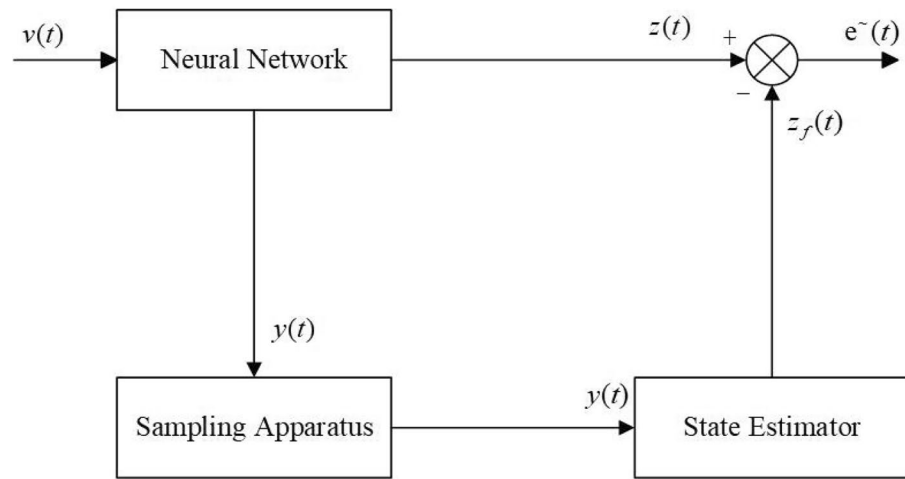 v(t)
Neural Network
z(t)
+
e˜(t)
−
z_f(t)
y(t)
Sampling Apparatus
y(t)
State Estimator